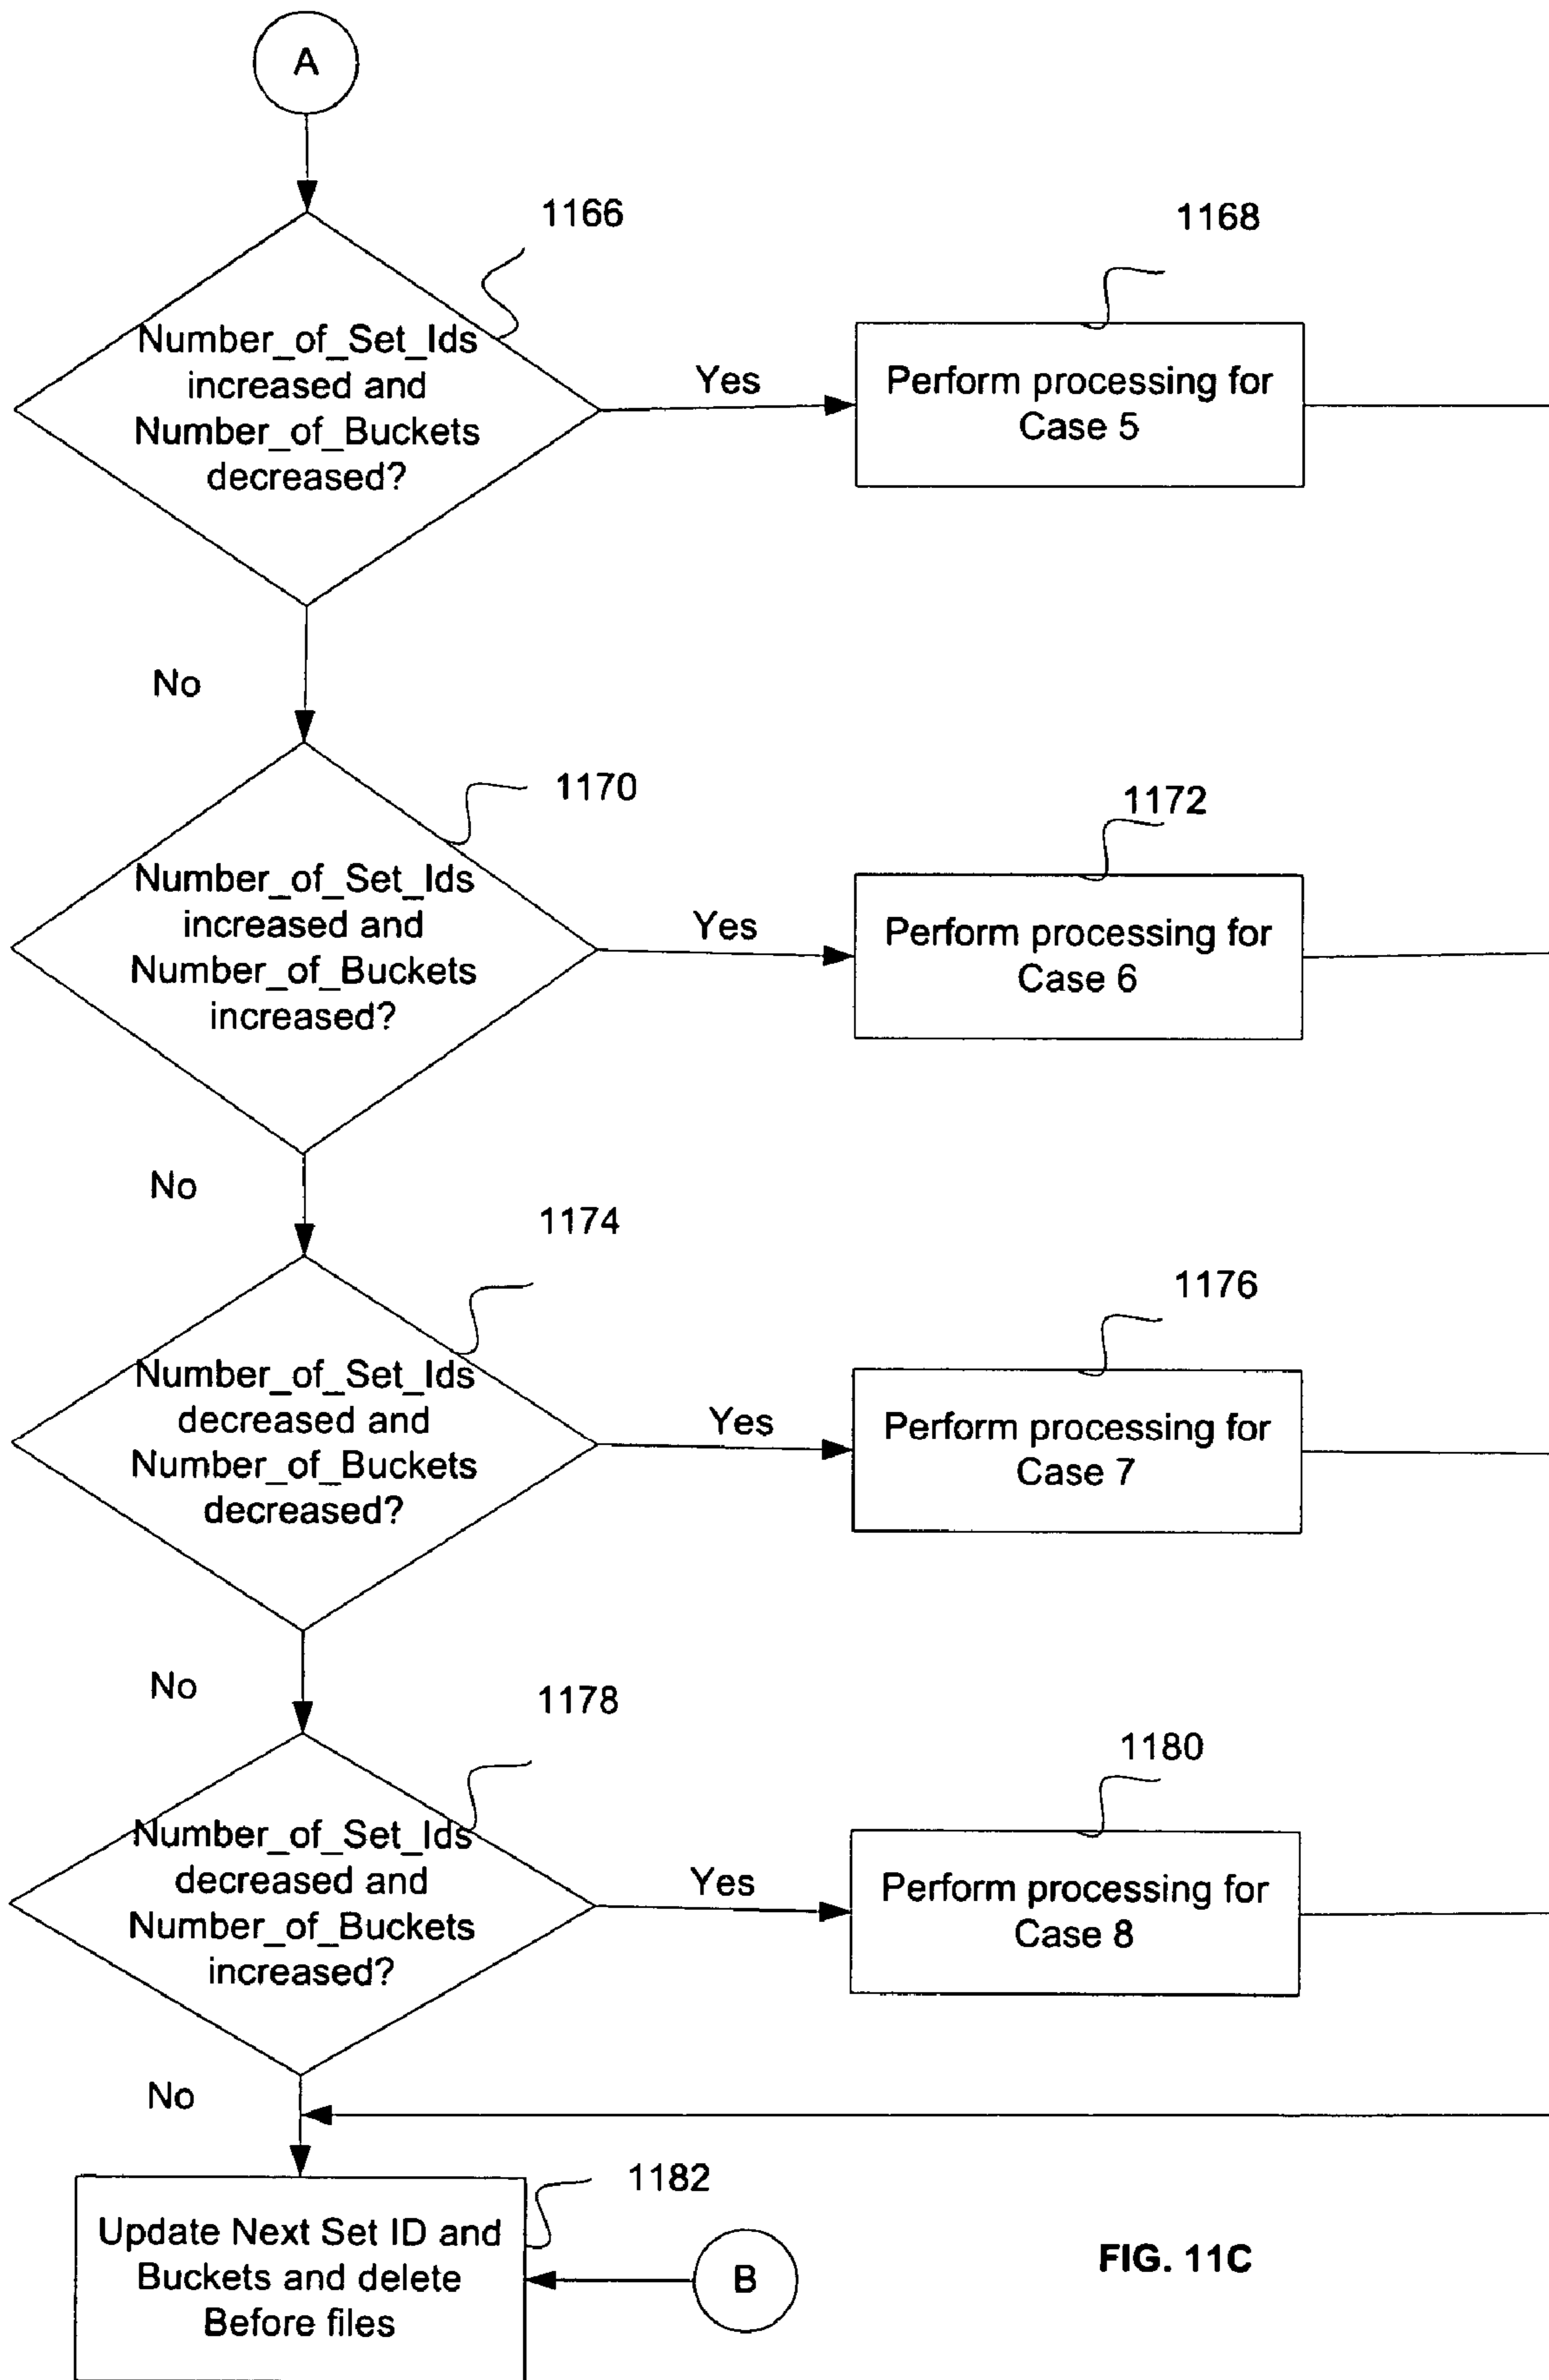 A
1166
1168
Number_of_Set_Ids
increased and
Number_of_Buckets
decreased?
Yes
Perform processing for
Case 5
No
1170
1172
Number_of_Set_Ids
increased and
Number_of_Buckets
increased?
Yes
Perform processing for
Case 6
No
1174
1176
Number_of_Set_Ids
decreased and
Number_of_Buckets
decreased?
Yes
Perform processing for
Case 7
No
1178
1180
Number_of_Set_Ids
decreased and
Number_of_Buckets
increased?
Yes
Perform processing for
Case 8
No
1182
Update Next Set ID and
Buckets and delete
Before files
B
FIG. 11C